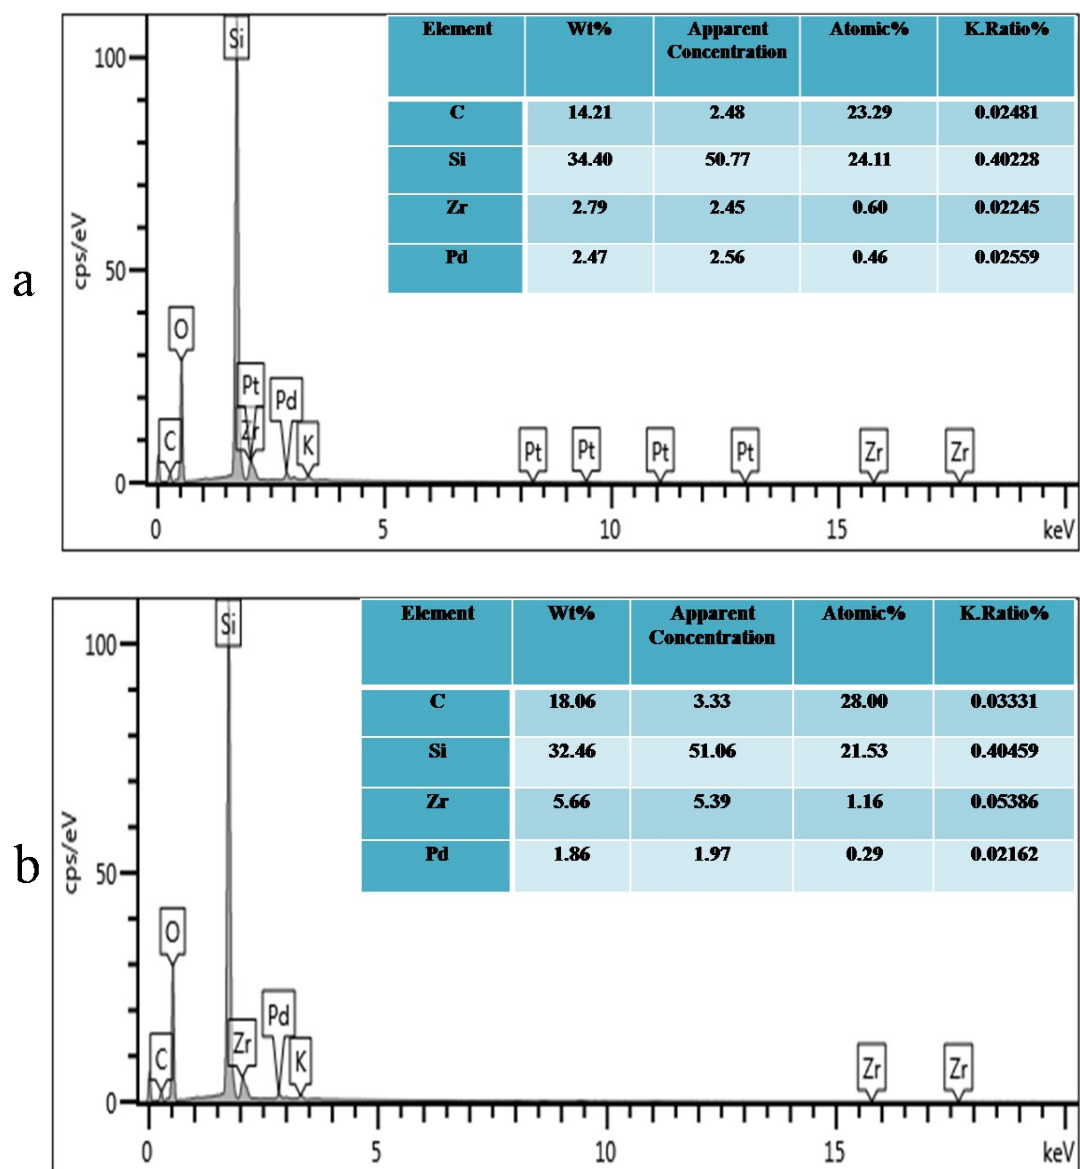 a
Element Wt% Apparent Concentration Atomic% K.Ratio%
C 14.21 2.48 23.29 0.02481
Si 34.40 50.77 24.11 0.40228
Zr 2.79 2.45 0.60 0.02245
Pd 2.47 2.56 0.46 0.02559
100
50
0
cps/eV
Si
O
C
Pt
Zr
Pd
K
Pt
Pt
Pt
Pt
Zr
Zr
0 5 10 15 keV
b
Element Wt% Apparent Concentration Atomic% K.Ratio%
C 18.06 3.33 28.00 0.03331
Si 32.46 51.06 21.53 0.40459
Zr 5.66 5.39 1.16 0.05386
Pd 1.86 1.97 0.29 0.02162
100
50
0
cps/eV
Si
O
C
Zr
Pd
K
Zr
Zr
0 5 10 15 keV